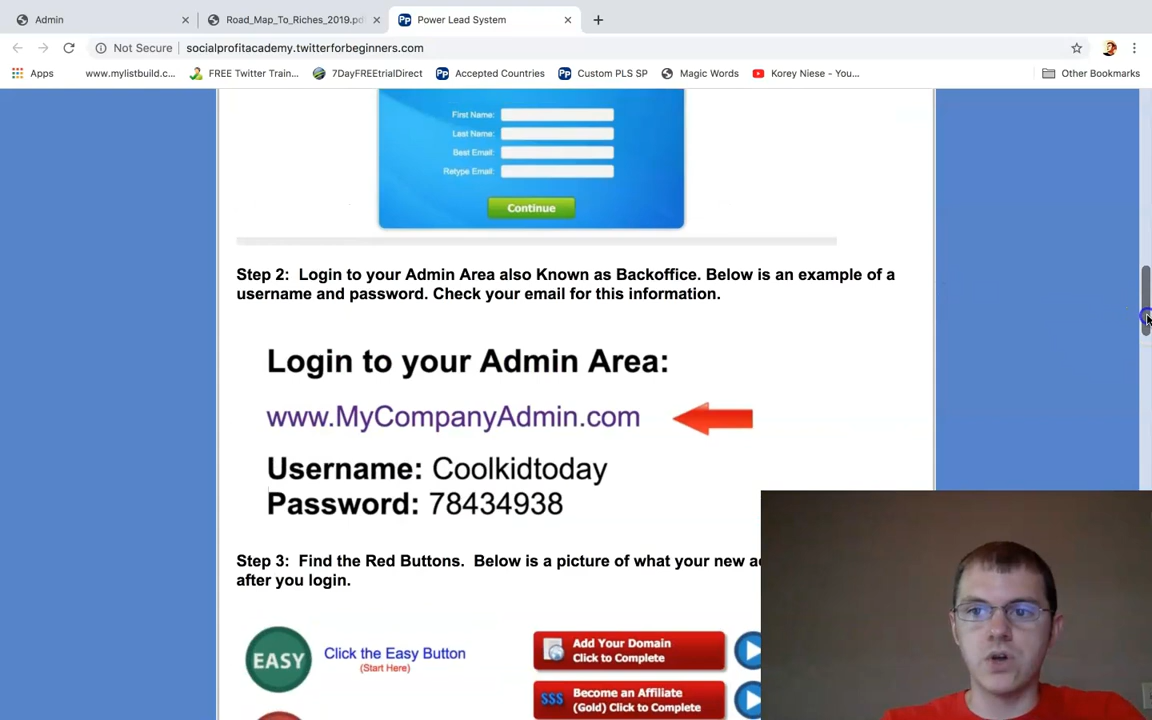 Admin
Road_Map_To_Riches_2019.pd
Power Lead System
Not Secure
socialprofitacademy.twitterforbeginners.com
Apps
www.mylistbuild.c...
FREE Twitter Train...
7DayFREEtrialDirect
Accepted Countries
Custom PLS SP
Magic Words
Korey Niese - You...
Other Bookmarks
First Name:
Last Name:
Best Email:
Retype Email:
Continue
Step 2: Login to your Admin Area also Known as Backoffice. Below is an example of a
username and password. Check your email for this information.
Login to your Admin Area:
www.MyCompanyAdmin.com
Username: Coolkidtoday
Password: 78434938
Step 3: Find the Red Buttons. Below is a picture of what your new
after you login.
EASY
Click the Easy Button
(Start Here)
Add Your Domain
Click to Complete
$$$
Become an Affiliate
(Gold) Click to Complete